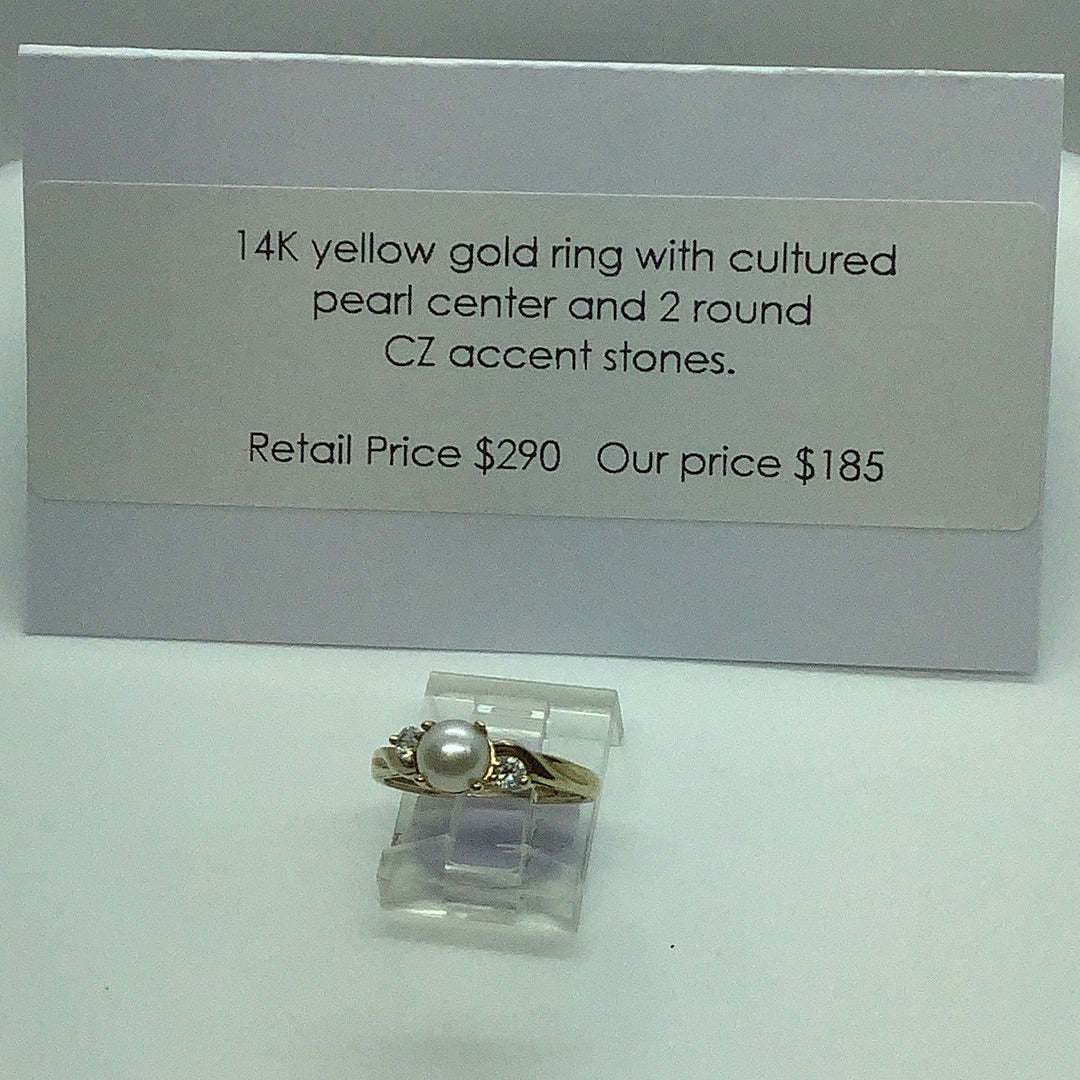 14K yellow gold ring with cultured
pearl center and 2 round
CZ accent stones.
Retail Price $290 Our price $185